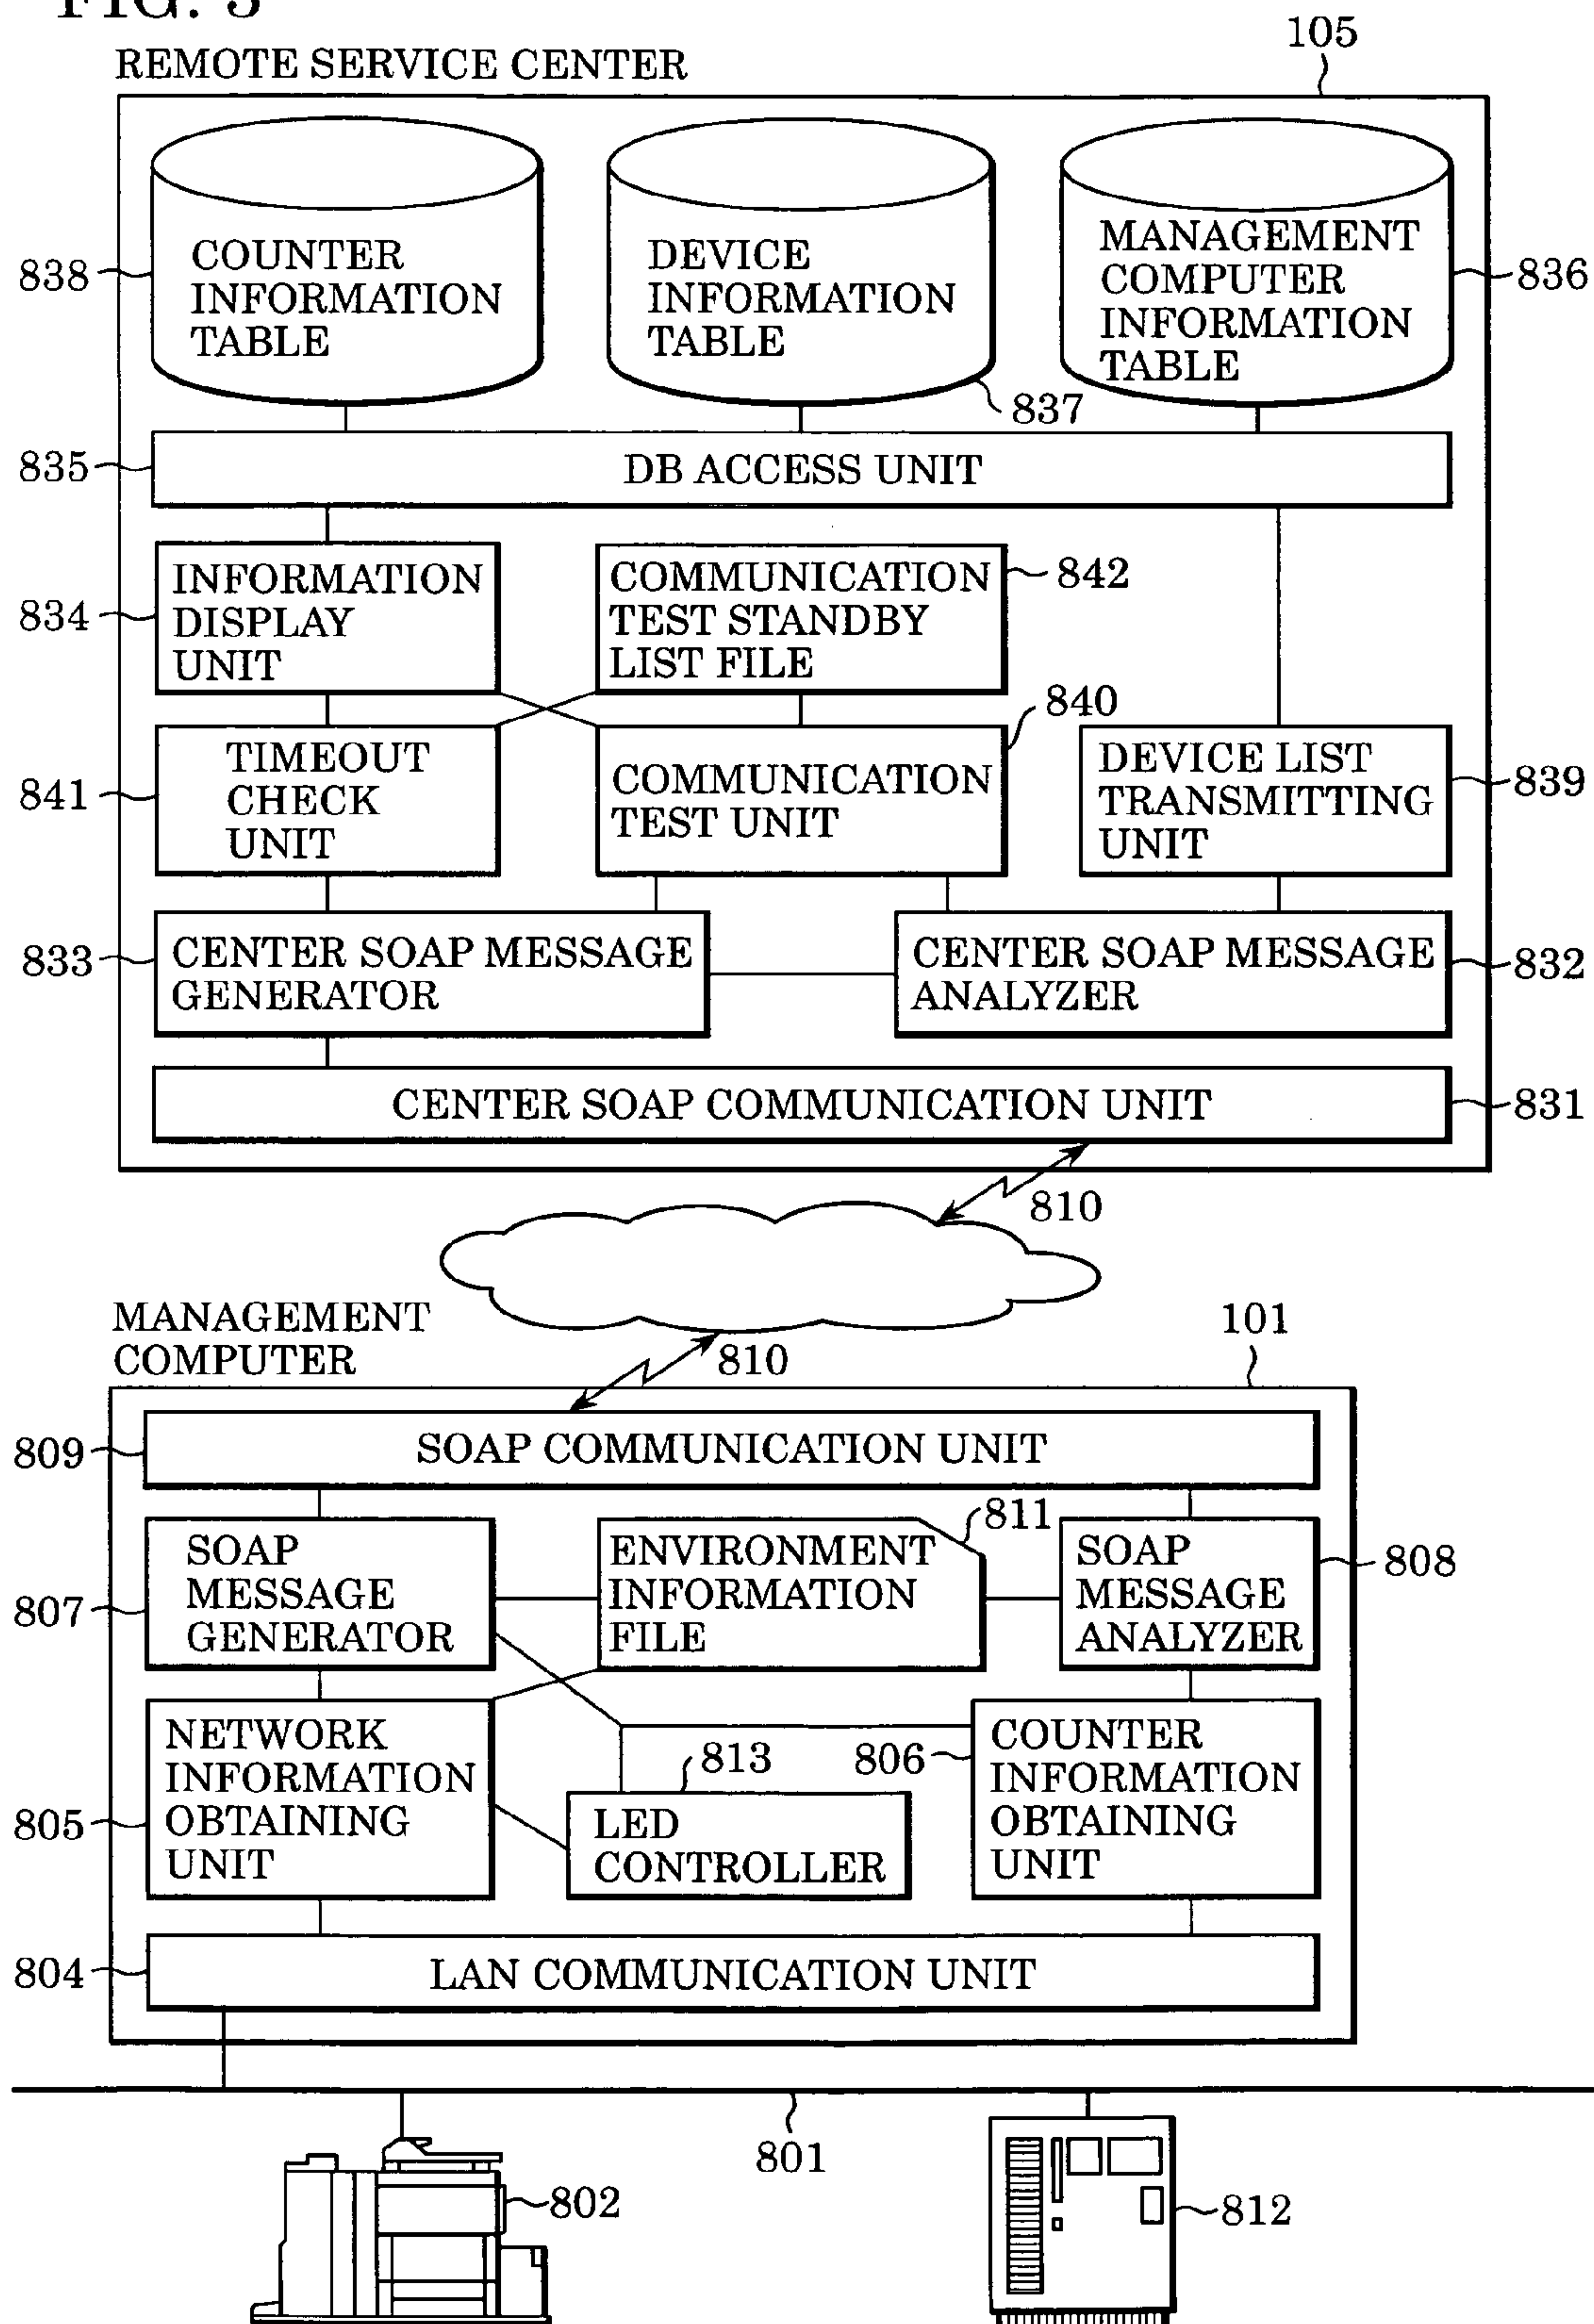 FIG. 3
REMOTE SERVICE CENTER
105
COUNTER
INFORMATION
TABLE
838
DEVICE
INFORMATION
TABLE
837
MANAGEMENT
COMPUTER
INFORMATION
TABLE
836
835
DB ACCESS UNIT
834
INFORMATION
DISPLAY
UNIT
COMMUNICATION
TEST STANDBY
LIST FILE
842
841
TIMEOUT
CHECK
UNIT
COMMUNICATION
TEST UNIT
840
DEVICE LIST
TRANSMITTING
UNIT
839
833
CENTER SOAP MESSAGE
GENERATOR
CENTER SOAP MESSAGE
ANALYZER
832
CENTER SOAP COMMUNICATION UNIT
831
810
MANAGEMENT
COMPUTER
810
101
809
SOAP COMMUNICATION UNIT
807
SOAP
MESSAGE
GENERATOR
ENVIRONMENT
INFORMATION
FILE
811
SOAP
MESSAGE
ANALYZER
808
805
NETWORK
INFORMATION
OBTAINING
UNIT
813
LED
CONTROLLER
806
COUNTER
INFORMATION
OBTAINING
UNIT
804
LAN COMMUNICATION UNIT
801
802
812